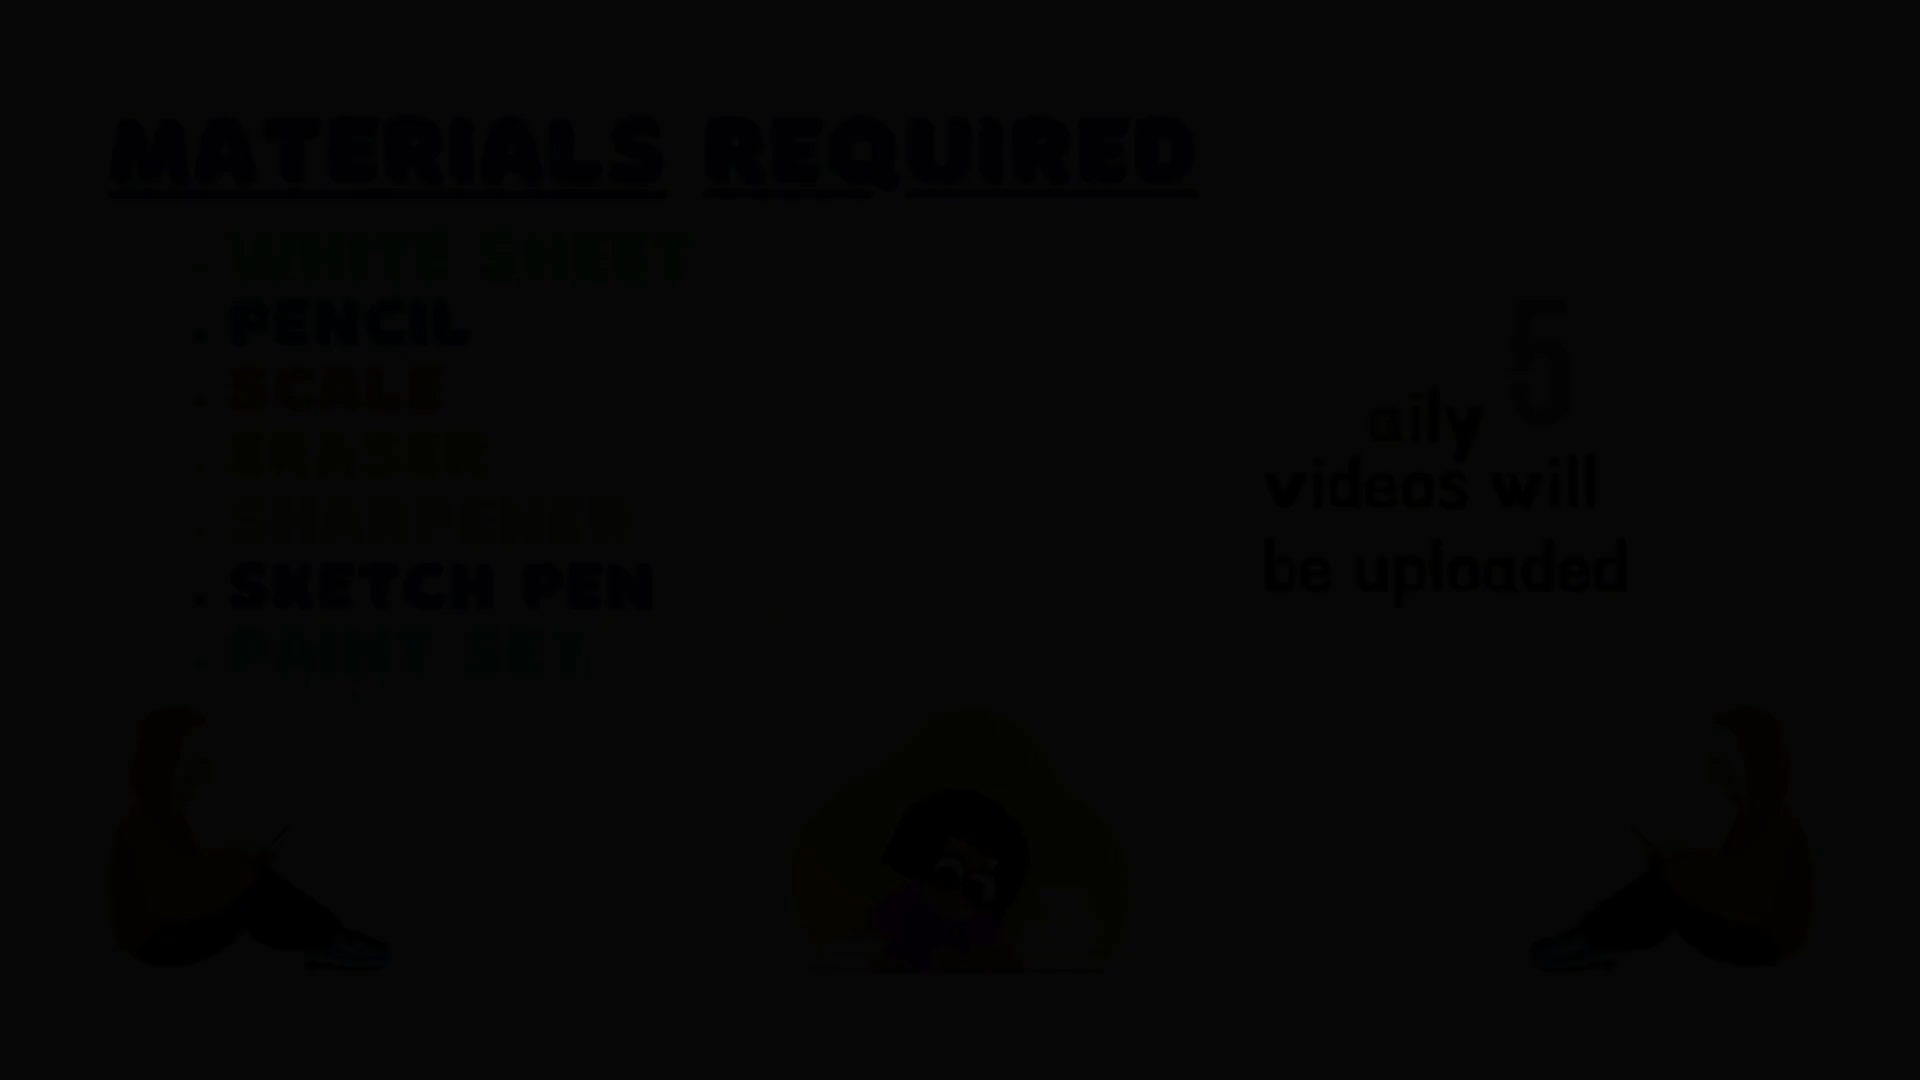 MATERIALS REQUIRED
• WHITE SHEET
• PENCIL
• SCALE
• ERASER
• SHARPENER
• SKETCH PEN
• PAINT SET
aily 5
videos will
be uploaded